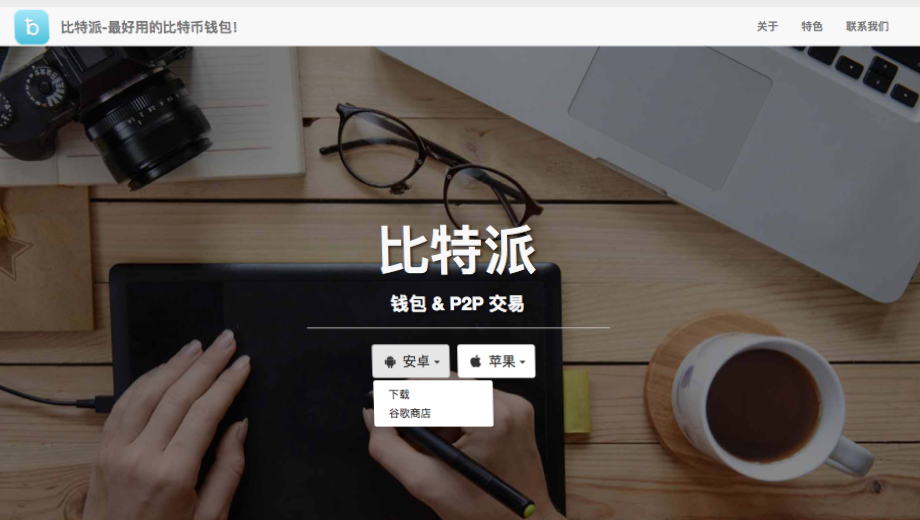 比特派-最好用的比特币钱包!
关于 特色 联系我们
比特派
钱包 & P2P 交易
安卓 苹果
下载
谷歌商店